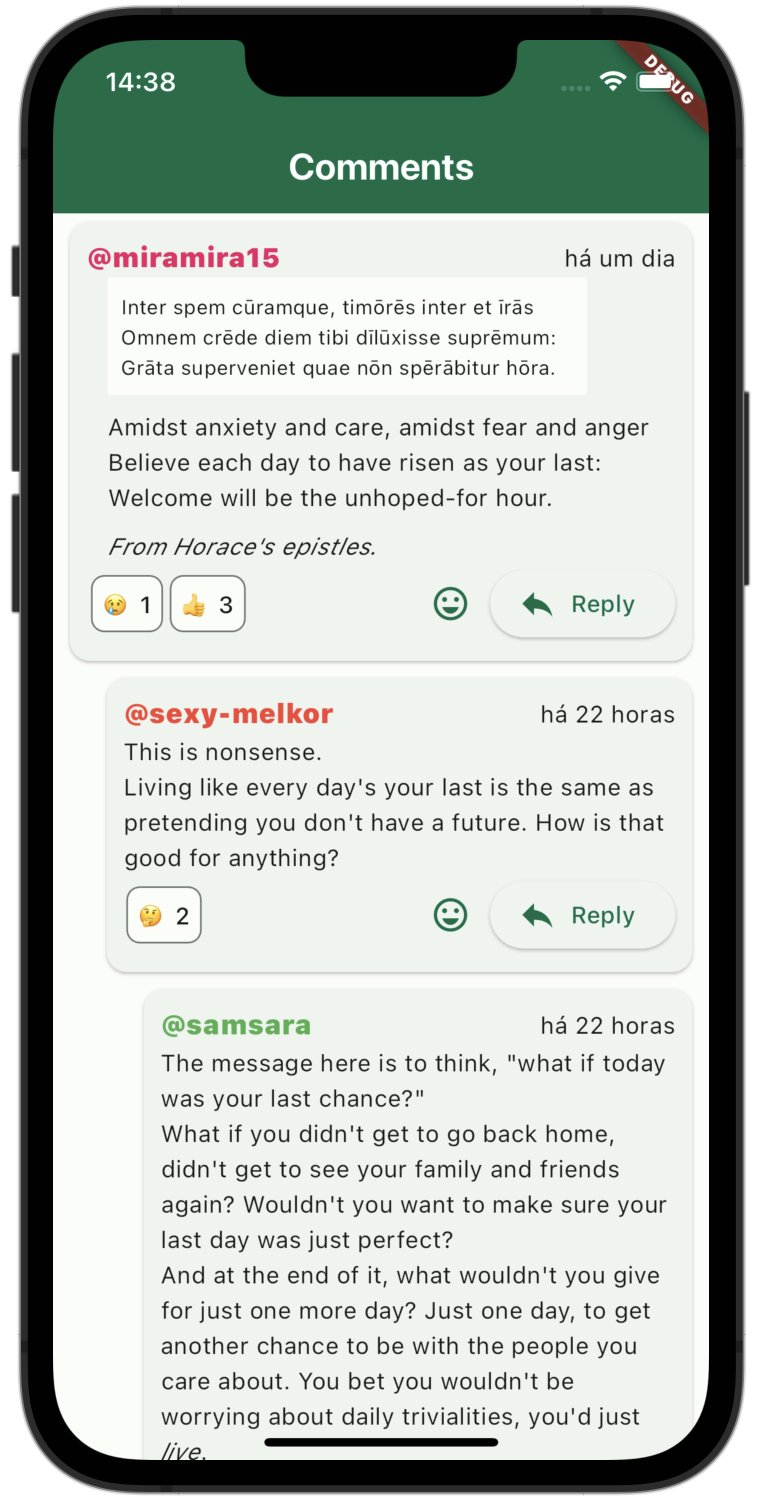 14:38
DEBUG
Comments
@miramira15 há um dia
Inter spem cūramque, timōrēs inter et īrās
Omnem crēde diem tibi dīlūxisse suprēmum:
Grāta superveniet quae nōn spērābitur hōra.
Amidst anxiety and care, amidst fear and anger
Believe each day to have risen as your last:
Welcome will be the unhoped-for hour.
From Horace's epistles.
😢 1 👍 3 Reply
@sexy-melkor há 22 horas
This is nonsense.
Living like every day's your last is the same as
pretending you don't have a future. How is that
good for anything?
🤔 2 Reply
@samsara há 22 horas
The message here is to think, "what if today
was your last chance?"
What if you didn't get to go back home,
didn't get to see your family and friends
again? Wouldn't you want to make sure your
last day was just perfect?
And at the end of it, what wouldn't you give
for just one more day? Just one day, to get
another chance to be with the people you
care about. You bet you wouldn't be
worrying about daily trivialities, you'd just
live.